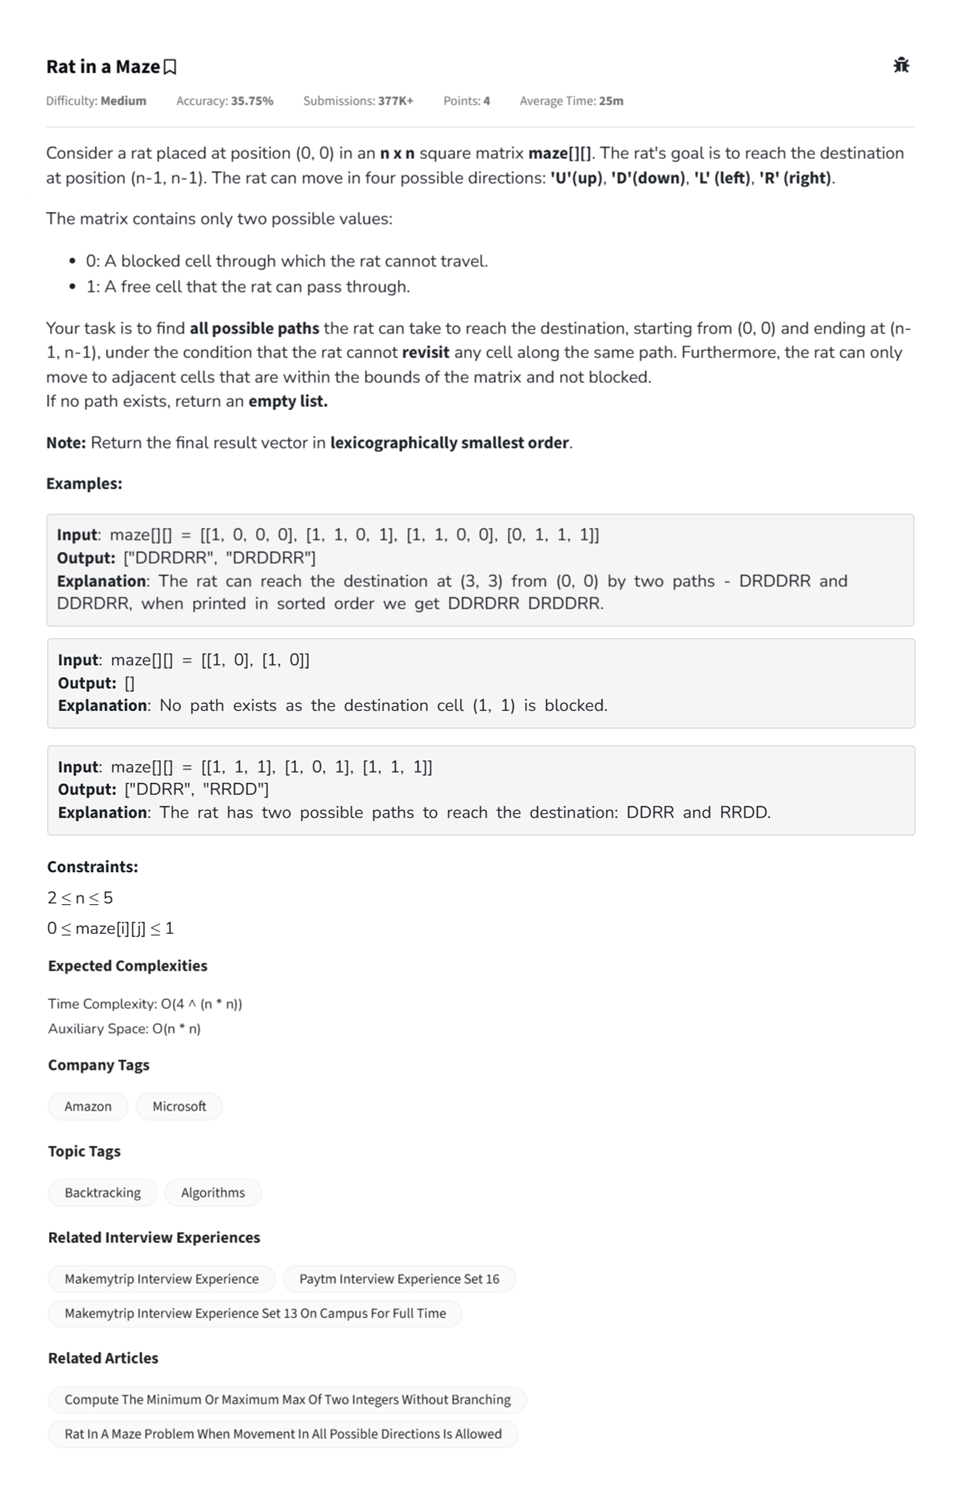 Rat in a Maze
Difficulty: Medium Accuracy: 35.75% Submissions: 377K+ Points: 4 Average Time: 25m
Consider a rat placed at position (0, 0) in an n x n square matrix maze[][]. The rat's goal is to reach the destination
at position (n-1, n-1). The rat can move in four possible directions: 'U'(up), 'D'(down), 'L' (left), 'R' (right).
The matrix contains only two possible values:
• 0: A blocked cell through which the rat cannot travel.
• 1: A free cell that the rat can pass through.
Your task is to find all possible paths the rat can take to reach the destination, starting from (0, 0) and ending at (n-
1, n-1), under the condition that the rat cannot revisit any cell along the same path. Furthermore, the rat can only
move to adjacent cells that are within the bounds of the matrix and not blocked.
If no path exists, return an empty list.
Note: Return the final result vector in lexicographically smallest order.
Examples:
Input: maze[][] = [[1, 0, 0, 0], [1, 1, 0, 1], [1, 1, 0, 0], [0, 1, 1, 1]]
Output: ["DDRDRR", "DRDDRR"]
Explanation: The rat can reach the destination at (3, 3) from (0, 0) by two paths - DRDDRR and
DDRDRR, when printed in sorted order we get DDRDRR DRDDRR.
Input: maze[][] = [[1, 0], [1, 0]]
Output: []
Explanation: No path exists as the destination cell (1, 1) is blocked.
Input: maze[][] = [[1, 1, 1], [1, 0, 1], [1, 1, 1]]
Output: ["DDRR", "RRDD"]
Explanation: The rat has two possible paths to reach the destination: DDRR and RRDD.
Constraints:
2 ≤ n ≤ 5
0 ≤ maze[i][j] ≤ 1
Expected Complexities
Time Complexity: O(4 ^ (n * n))
Auxiliary Space: O(n * n)
Company Tags
Amazon Microsoft
Topic Tags
Backtracking Algorithms
Related Interview Experiences
Makemytrip Interview Experience Paytm Interview Experience Set 16
Makemytrip Interview Experience Set 13 On Campus For Full Time
Related Articles
Compute The Minimum Or Maximum Max Of Two Integers Without Branching
Rat In A Maze Problem When Movement In All Possible Directions Is Allowed